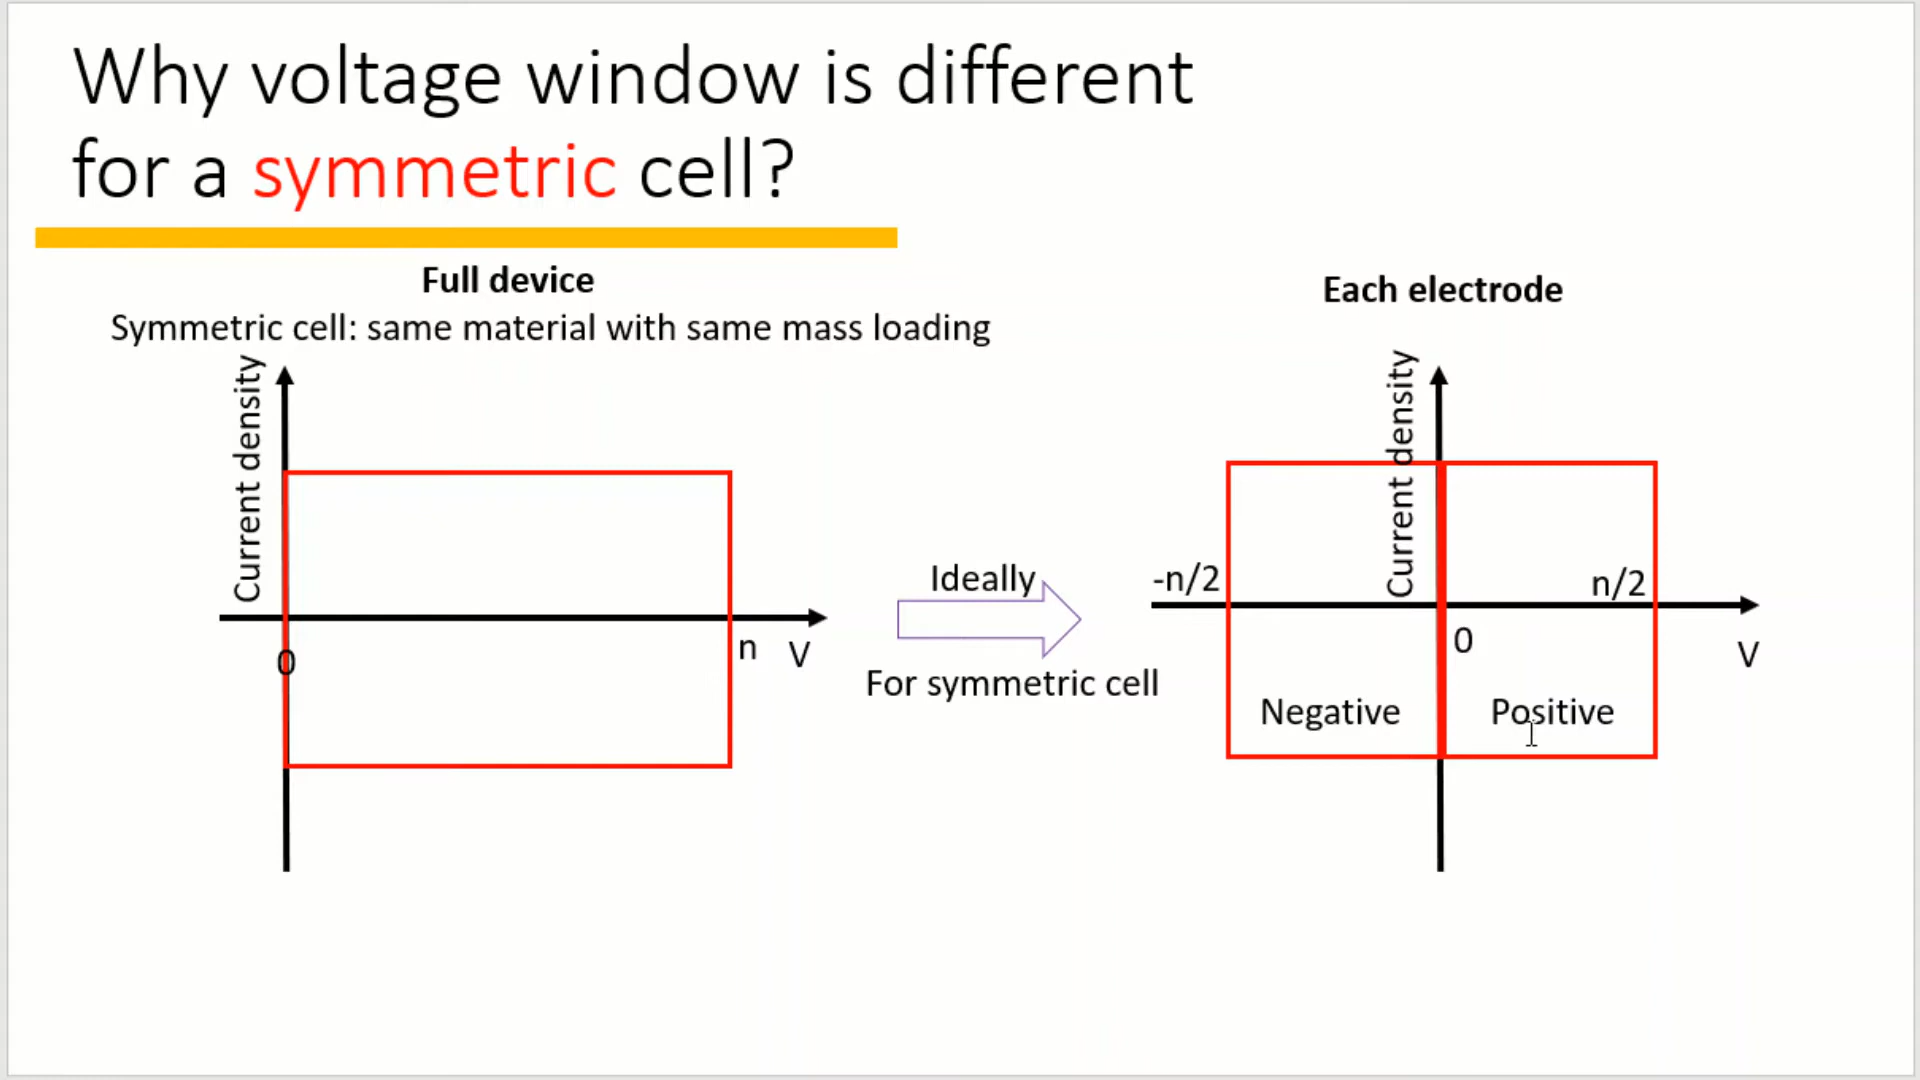 Why voltage window is different
for a symmetric cell?
Full device
Symmetric cell: same material with same mass loading
Current density
0
n
V
Ideally
For symmetric cell
Each electrode
Current density
-n/2
n/2
0
V
Negative
Positive